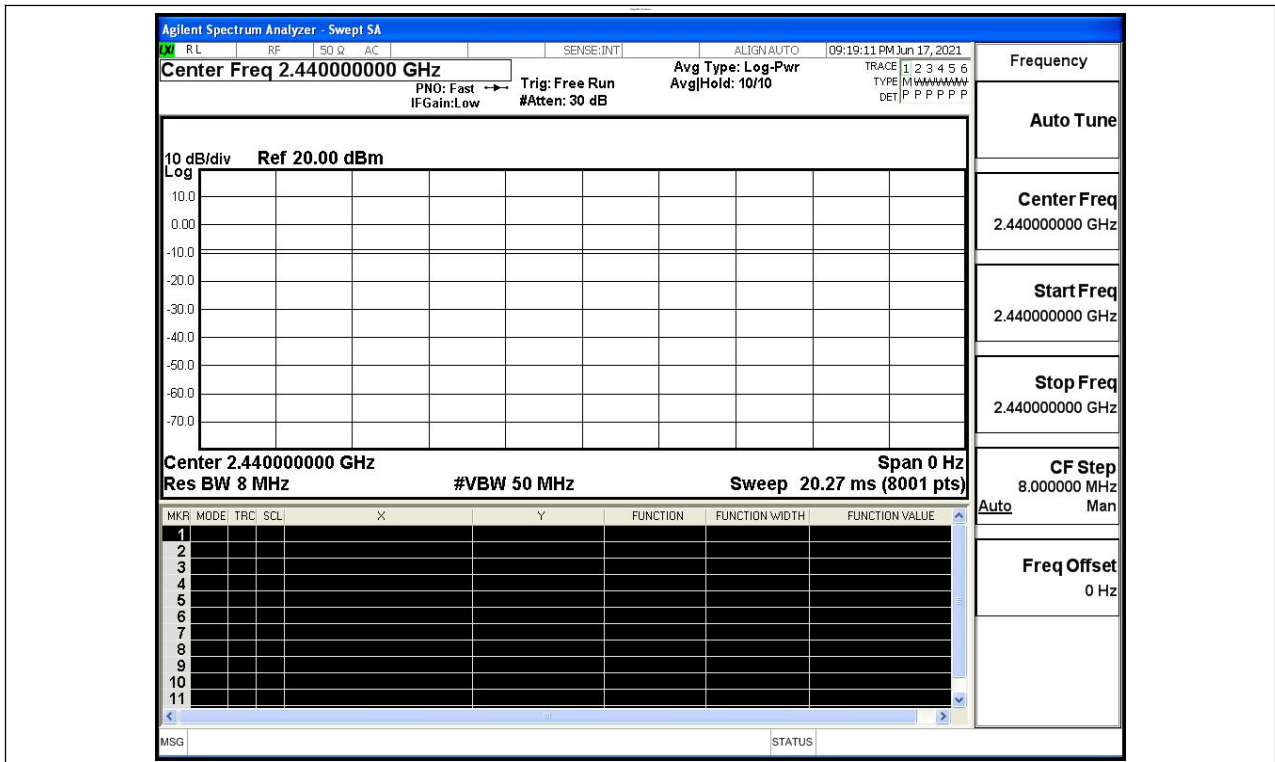 Agilent Spectrum Analyzer - Swept SA
LXI RL RF 50 Ω AC SENSE:INT ALIGN AUTO 09:19:11 PM Jun 17, 2021
Center Freq 2.440000000 GHz
PNO: Fast
IFGain:Low
Trig: Free Run
#Atten: 30 dB
Avg Type: Log-Pwr
Avg|Hold: 10/10
TRACE 1 2 3 4 5 6
TYPE MWWWWW
DET P P P P P P
10 dB/div Ref 20.00 dBm
Log
10.0
0.00
-10.0
-20.0
-30.0
-40.0
-50.0
-60.0
-70.0
Center 2.440000000 GHz Span 0 Hz
Res BW 8 MHz #VBW 50 MHz Sweep 20.27 ms (8001 pts)
MKR MODE TRC SCL X Y FUNCTION FUNCTION WIDTH FUNCTION VALUE
1
2
3
4
5
6
7
8
9
10
11
MSG STATUS
Frequency
Auto Tune
Center Freq
2.440000000 GHz
Start Freq
2.440000000 GHz
Stop Freq
2.440000000 GHz
CF Step
8.000000 MHz
Auto Man
Freq Offset
0 Hz